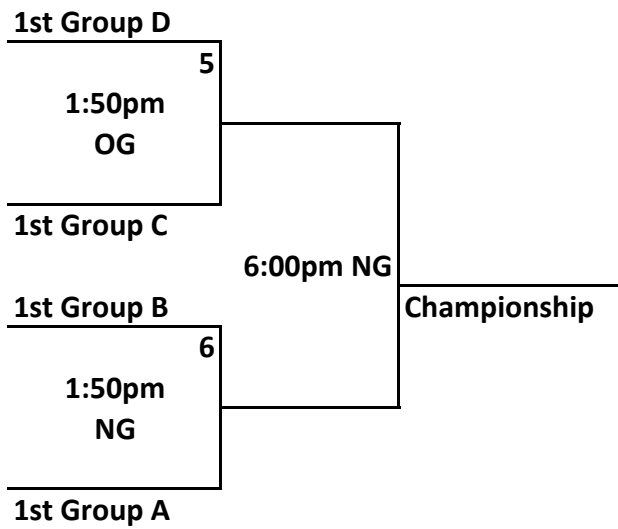 1st Group D
5
1:50pm
OG
1st Group C
6:00pm NG
Championship
1st Group B
6
1:50pm
NG
1st Group A